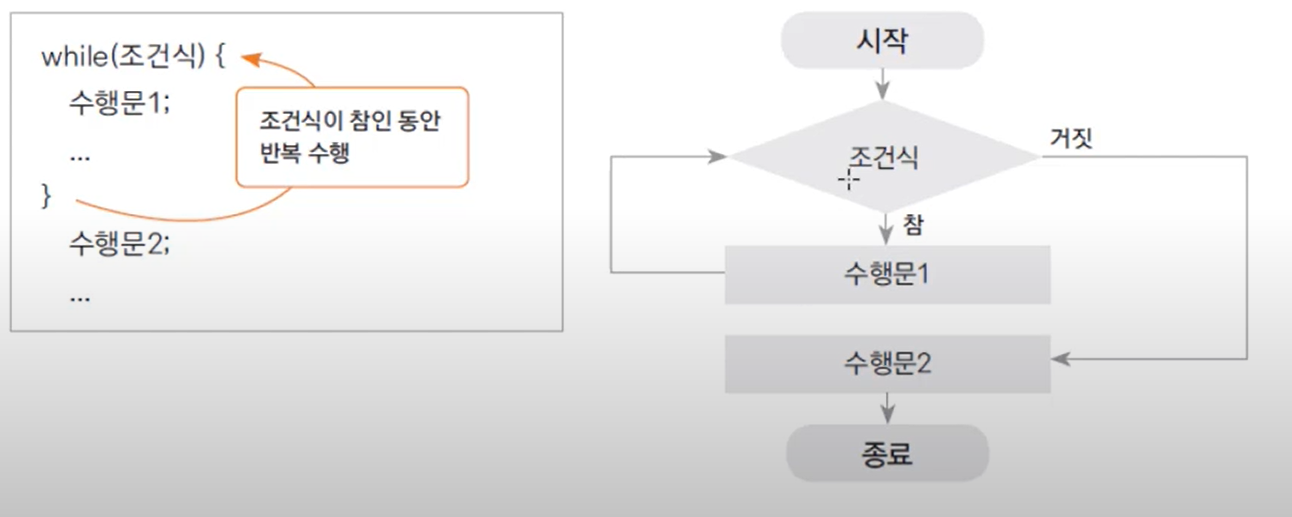 while(조건식) {
수행문1;
...
}
수행문2;
...
조건식이 참인 동안
반복 수행
시작
조건식
거짓
참
수행문1
수행문2
종료